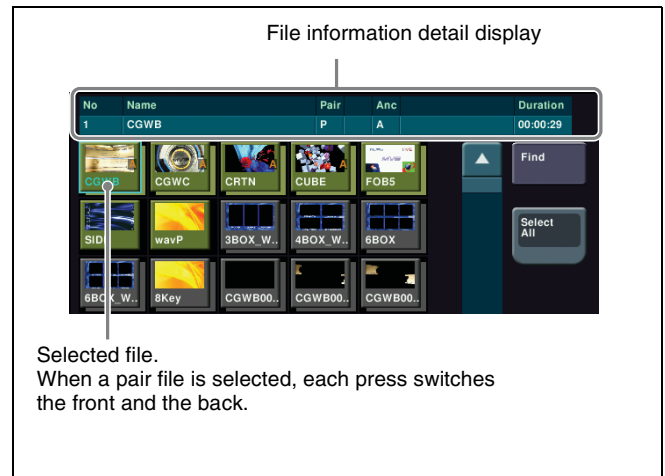 File information detail display
No Name Pair Anc Duration
1 CGWB P A 00:00:29
CGWB A CGWC A CRTN A CUBE A FOB5 Find
SIDE wavP 3BOX_W.. 4BOX_W.. 6BOX Select All
6BOX_W.. 8Key CGWB00.. CGWB00.. CGWB00..
Selected file.
When a pair file is selected, each press switches
the front and the back.